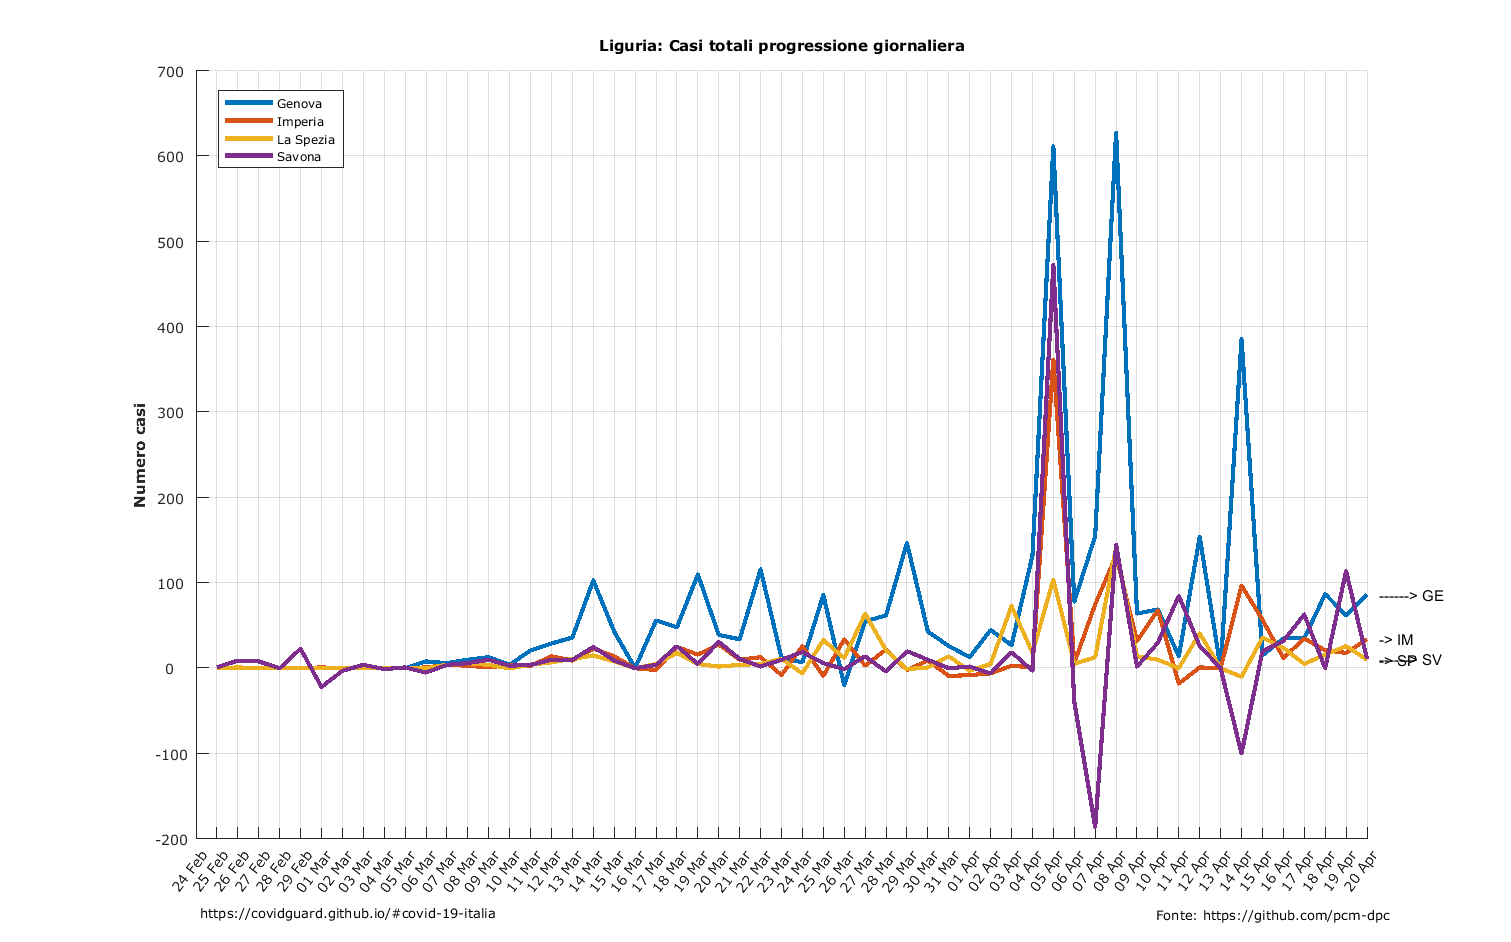 Liguria: Casi totali progressione giornaliera
700
600
500
400
300
200
100
0
-100
-200
Numero casi
Genova
Imperia
La Spezia
Savona
------> GE
-> IM
-> SP
SV
24 Feb
25 Feb
26 Feb
27 Feb
28 Feb
29 Feb
01 Mar
02 Mar
03 Mar
04 Mar
05 Mar
06 Mar
07 Mar
08 Mar
09 Mar
10 Mar
11 Mar
12 Mar
13 Mar
14 Mar
15 Mar
16 Mar
17 Mar
18 Mar
19 Mar
20 Mar
21 Mar
22 Mar
23 Mar
24 Mar
25 Mar
26 Mar
27 Mar
28 Mar
29 Mar
30 Mar
31 Mar
01 Apr
02 Apr
03 Apr
04 Apr
05 Apr
06 Apr
07 Apr
08 Apr
09 Apr
10 Apr
11 Apr
12 Apr
13 Apr
14 Apr
15 Apr
16 Apr
17 Apr
18 Apr
19 Apr
20 Apr
https://covidguard.github.io/#covid-19-italia
Fonte: https://github.com/pcm-dpc